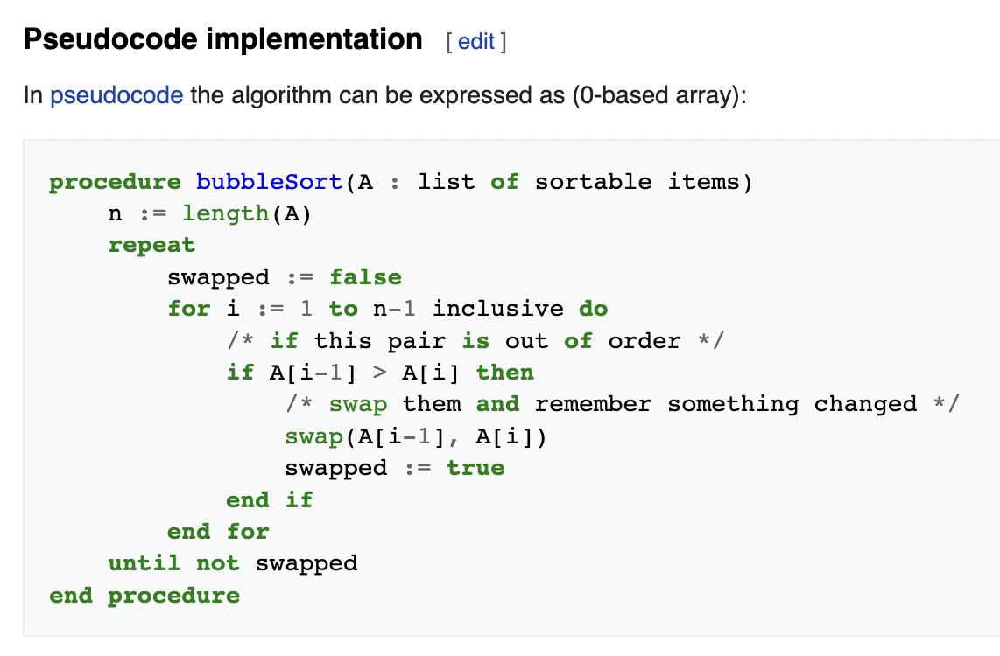 Pseudocode implementation [ edit ]
In pseudocode the algorithm can be expressed as (0-based array):
procedure bubbleSort(A : list of sortable items)
    n := length(A)
    repeat
        swapped := false
        for i := 1 to n-1 inclusive do
            /* if this pair is out of order */
            if A[i-1] > A[i] then
                /* swap them and remember something changed */
                swap(A[i-1], A[i])
                swapped := true
            end if
        end for
    until not swapped
end procedure